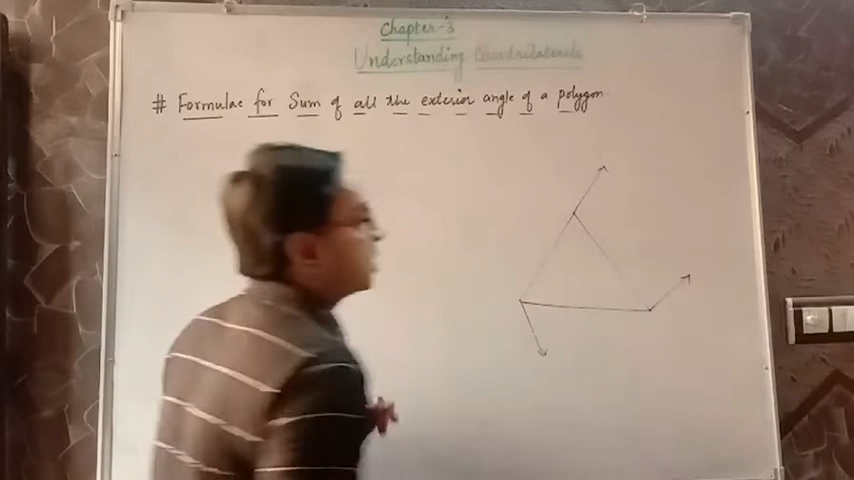 Chapter-3
Understanding Quadrilaterals
# Formulae for Sum of all the exterior angle of a polygon.